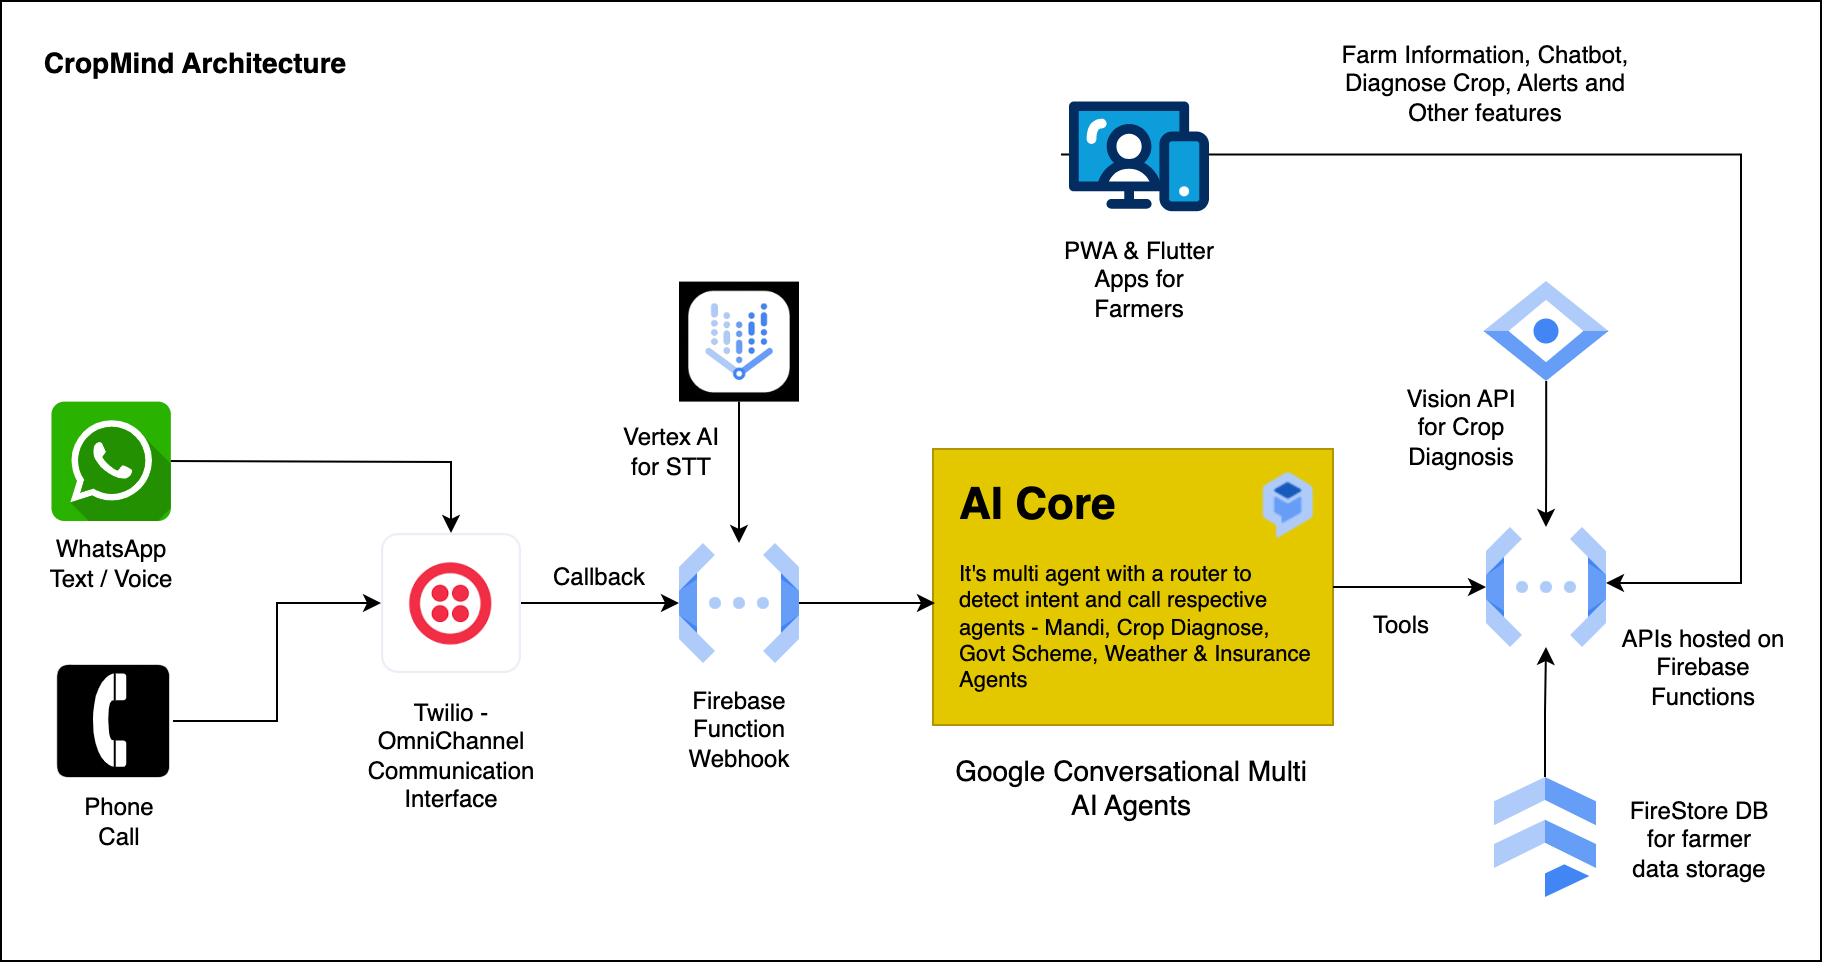 CropMind Architecture
Farm Information, Chatbot,
Diagnose Crop, Alerts and
Other features
PWA & Flutter
Apps for
Farmers
Vertex AI
for STT
Vision API
for Crop
Diagnosis
WhatsApp
Text / Voice
Callback
AI Core
It's multi agent with a router to
detect intent and call respective
agents - Mandi, Crop Diagnose,
Govt Scheme, Weather & Insurance
Agents
Tools
APIs hosted on
Firebase
Functions
Phone
Call
Twilio -
OmniChannel
Communication
Interface
Firebase
Function
Webhook
Google Conversational Multi
AI Agents
FireStore DB
for farmer
data storage